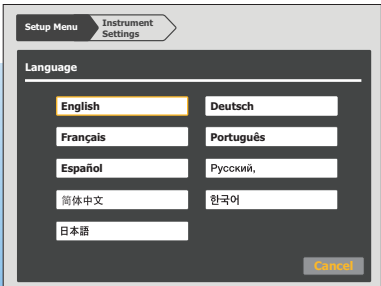 Setup Menu
Instrument
Settings
Language
English
Deutsch
Français
Português
Español
Русский,
简体中文
한국어
日本語
Cancel